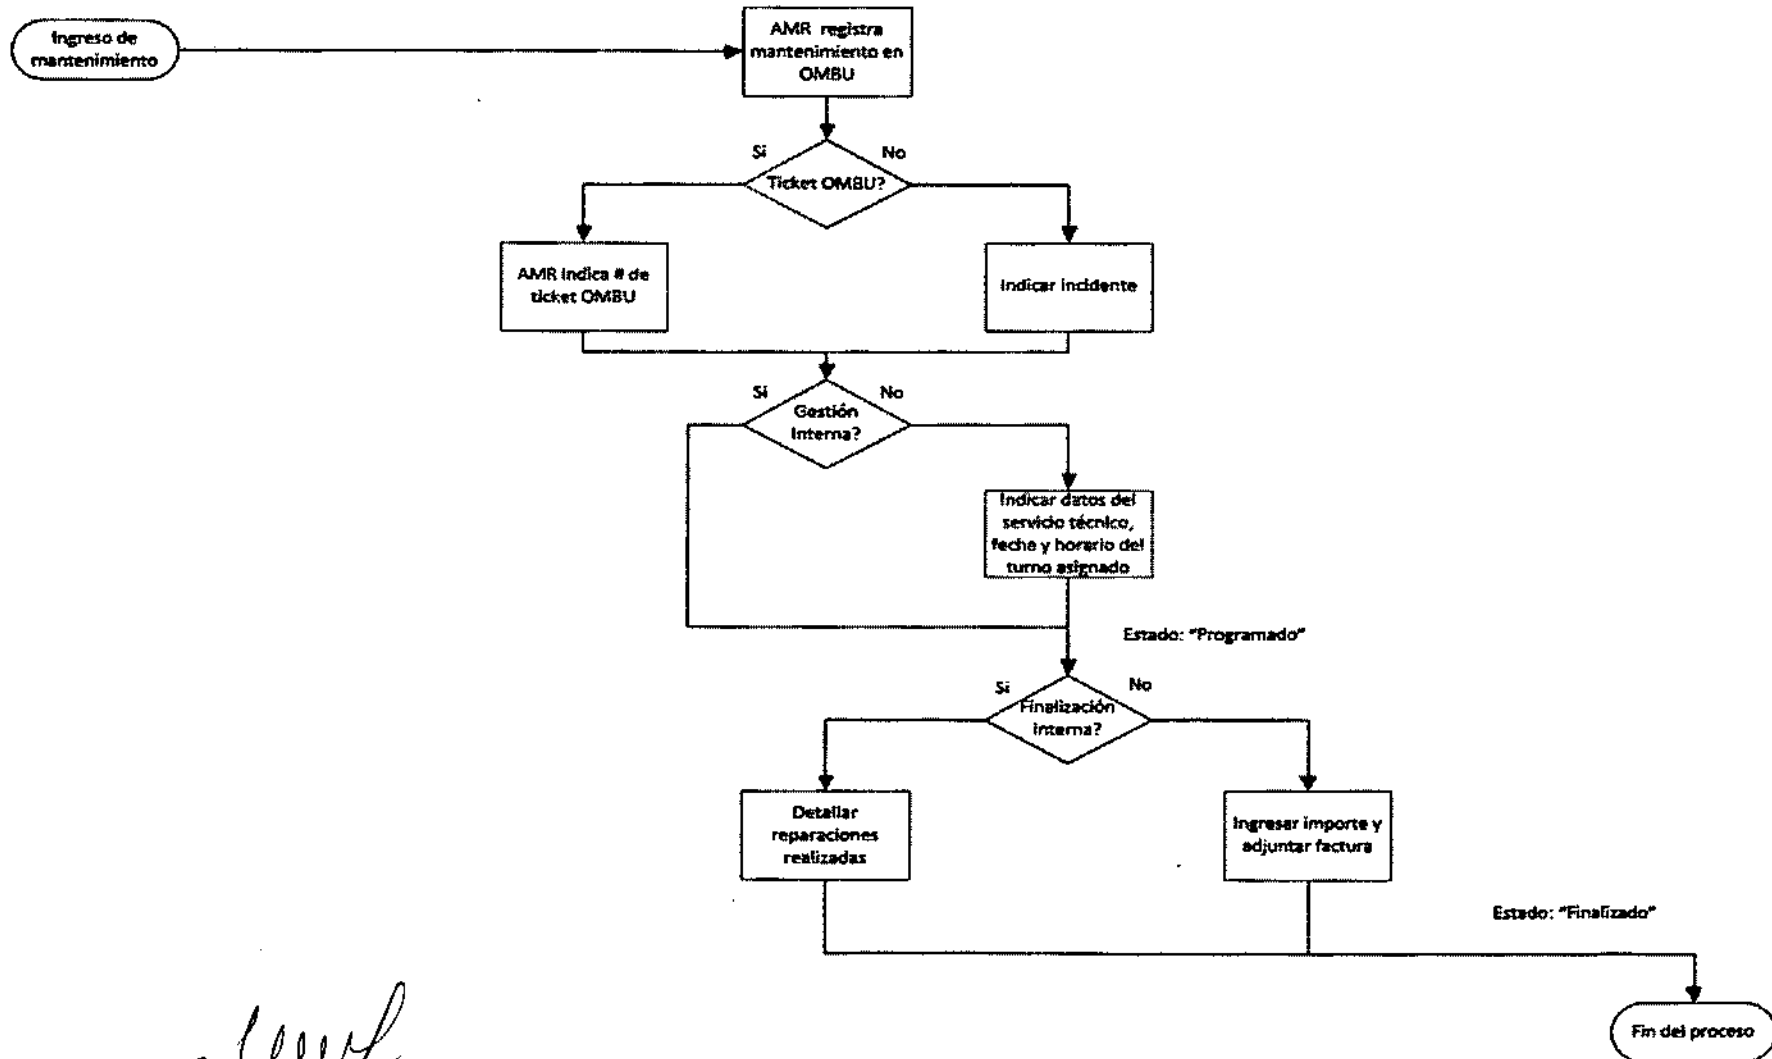 Ingreso de
mantenimiento
AMR registra
mantenimiento en
OMBU
Si
No
Ticket OMBU?
AMR indica # de
ticket OMBU
Indicar incidente
Si
No
Gestión
Interna?
Indicar datos del
servicio técnico,
fecha y horario del
turno asignado
Estado: "Programado"
Si
No
Finalización
interna?
Detallar
reparaciones
realizadas
Ingresar importe y
adjuntar factura
Estado: "Finalizado"
Fin del proceso